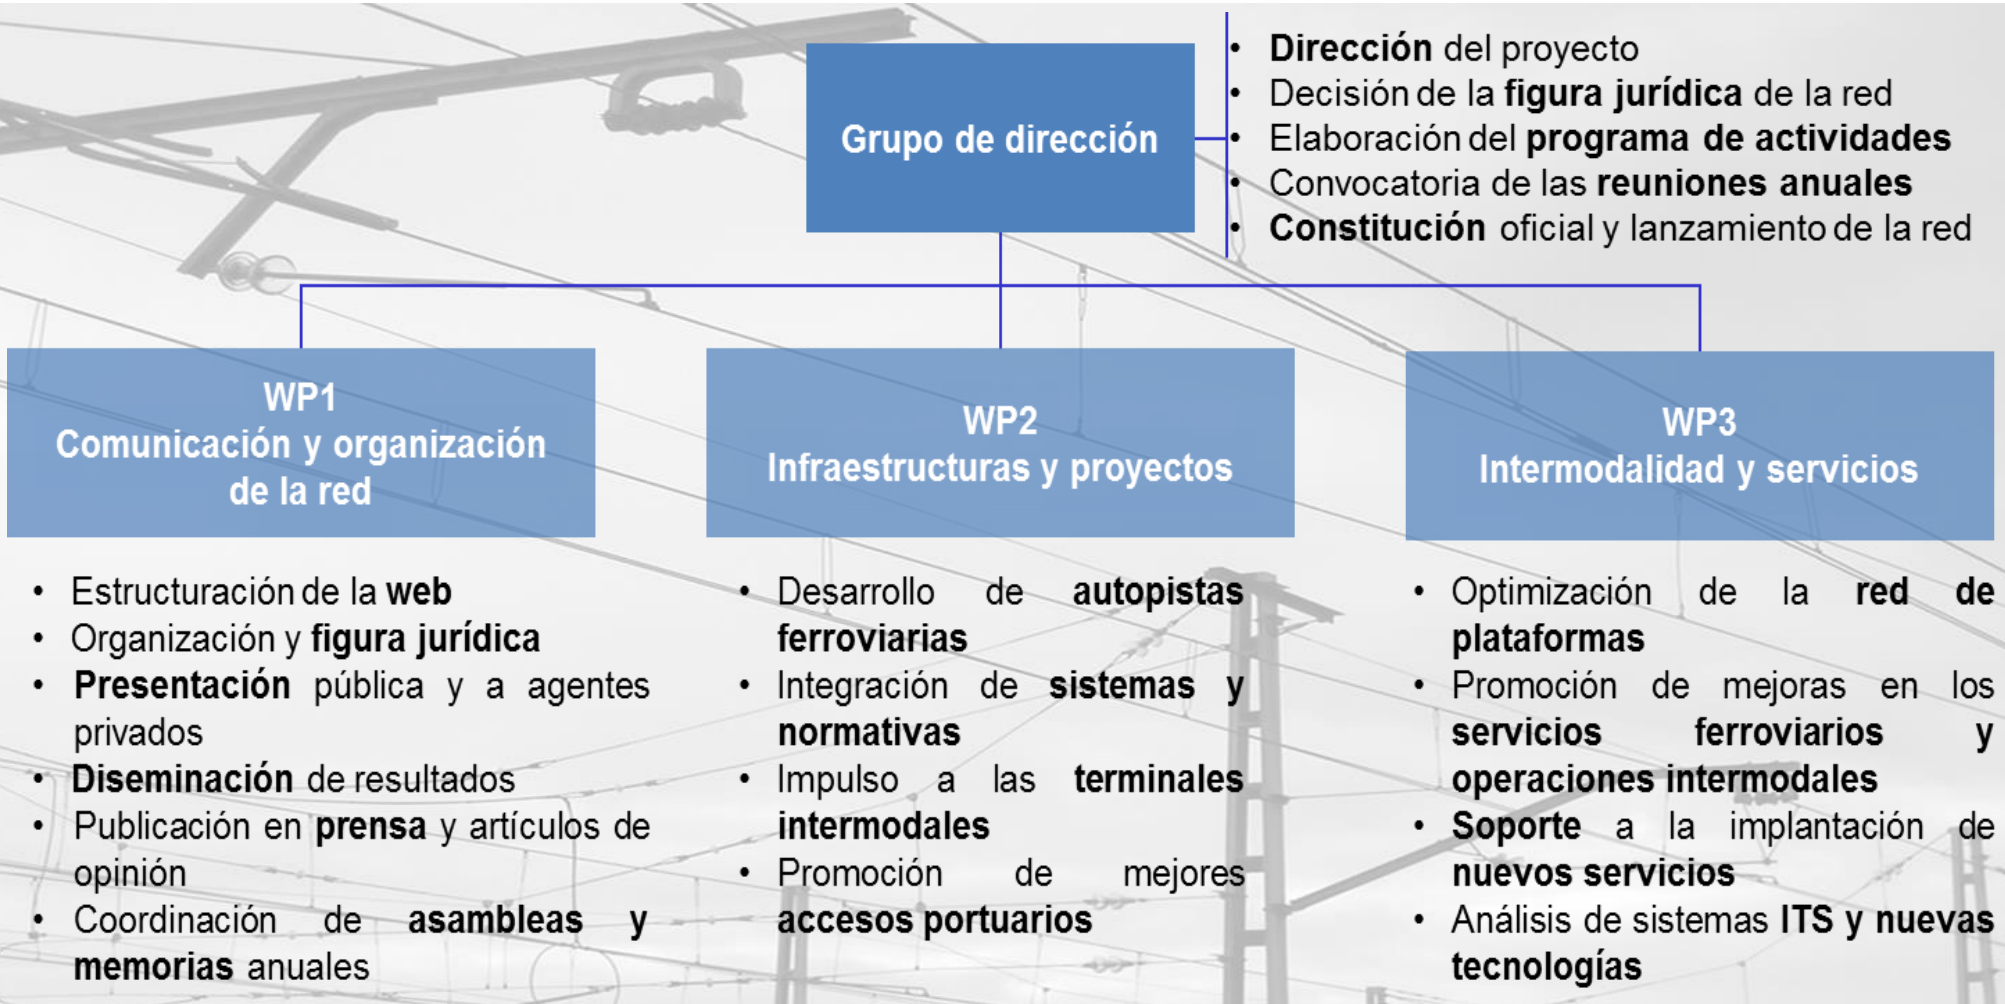 Grupo de dirección
• Dirección del proyecto
• Decisión de la figura jurídica de la red
• Elaboración del programa de actividades
• Convocatoria de las reuniones anuales
• Constitución oficial y lanzamiento de la red
WP1
Comunicación y organización
de la red
• Estructuración de la web
• Organización y figura jurídica
• Presentación pública y a agentes
privados
• Diseminación de resultados
• Publicación en prensa y artículos de
opinión
• Coordinación de asambleas y
memorias anuales
WP2
Infraestructuras y proyectos
• Desarrollo de autopistas
ferroviarias
• Integración de sistemas y
normativas
• Impulso a las terminales
intermodales
• Promoción de mejores
accesos portuarios
WP3
Intermodalidad y servicios
• Optimización de la red de
plataformas
• Promoción de mejoras en los
servicios ferroviarios y
operaciones intermodales
• Soporte a la implantación de
nuevos servicios
• Análisis de sistemas ITS y nuevas
tecnologías